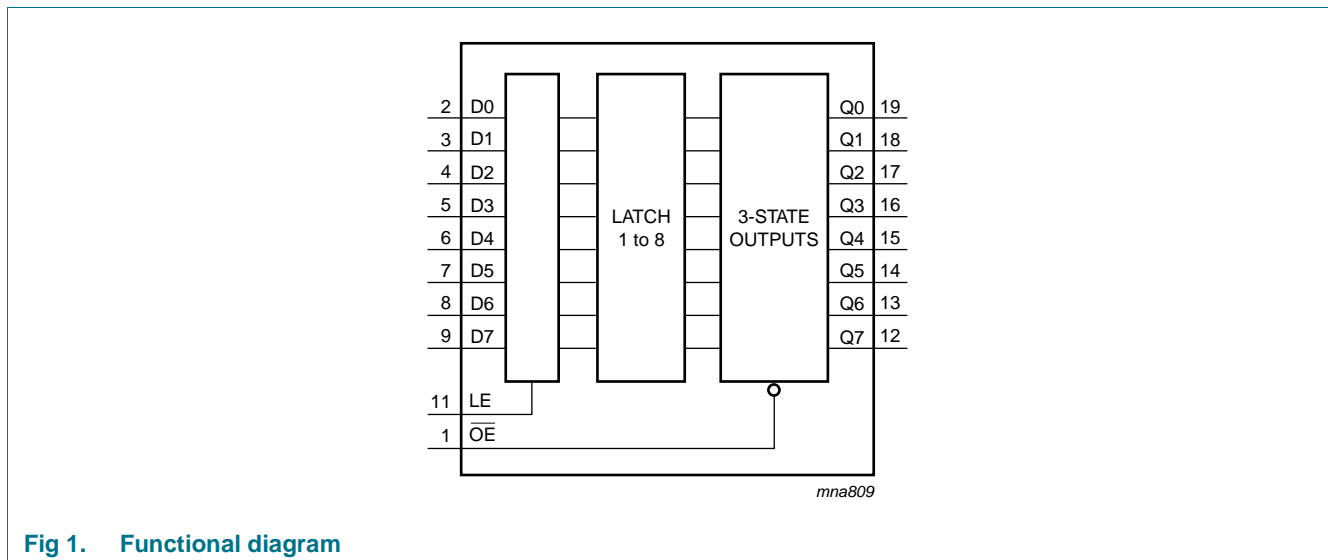 2 D0 Q0 19
3 D1 Q1 18
4 D2 Q2 17
5 D3 LATCH 3-STATE Q3 16
6 D4 1 to 8 OUTPUTS Q4 15
7 D5 Q5 14
8 D6 Q6 13
9 D7 Q7 12
11 LE
1 O̅E̅
mna809
Fig 1. Functional diagram